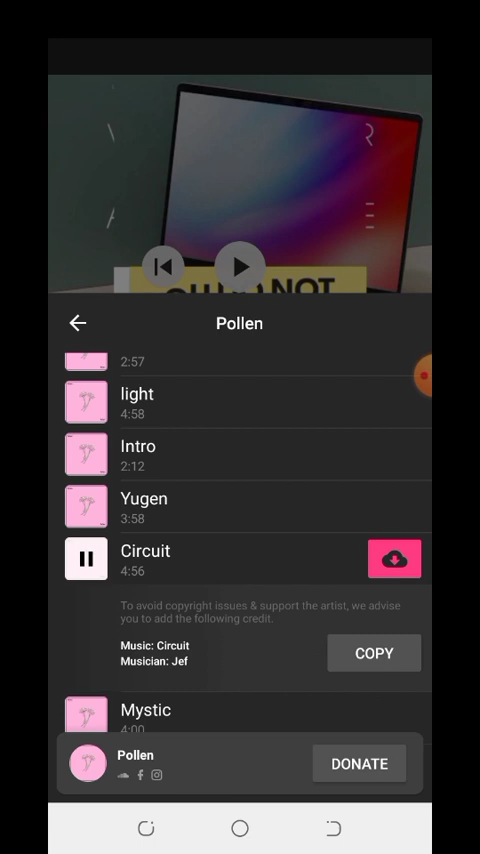 NOT
Pollen
2:57
light
4:58
Intro
2:12
Yugen
3:58
Circuit
4:56
To avoid copyright issues & support the artist, we advise
you to add the following credit.
Music: Circuit
Musician: Jef
COPY
Mystic
4:00
Pollen
DONATE